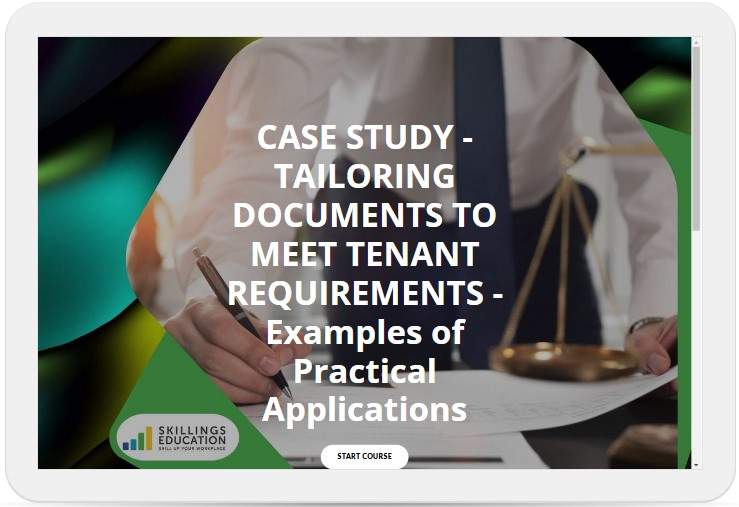 CASE STUDY -
TAILORING
DOCUMENTS TO
MEET TENANT
REQUIREMENTS -
Examples of
Practical
Applications
SKILLINGS
EDUCATION
SKILL UP YOUR WORKPLACE
START COURSE